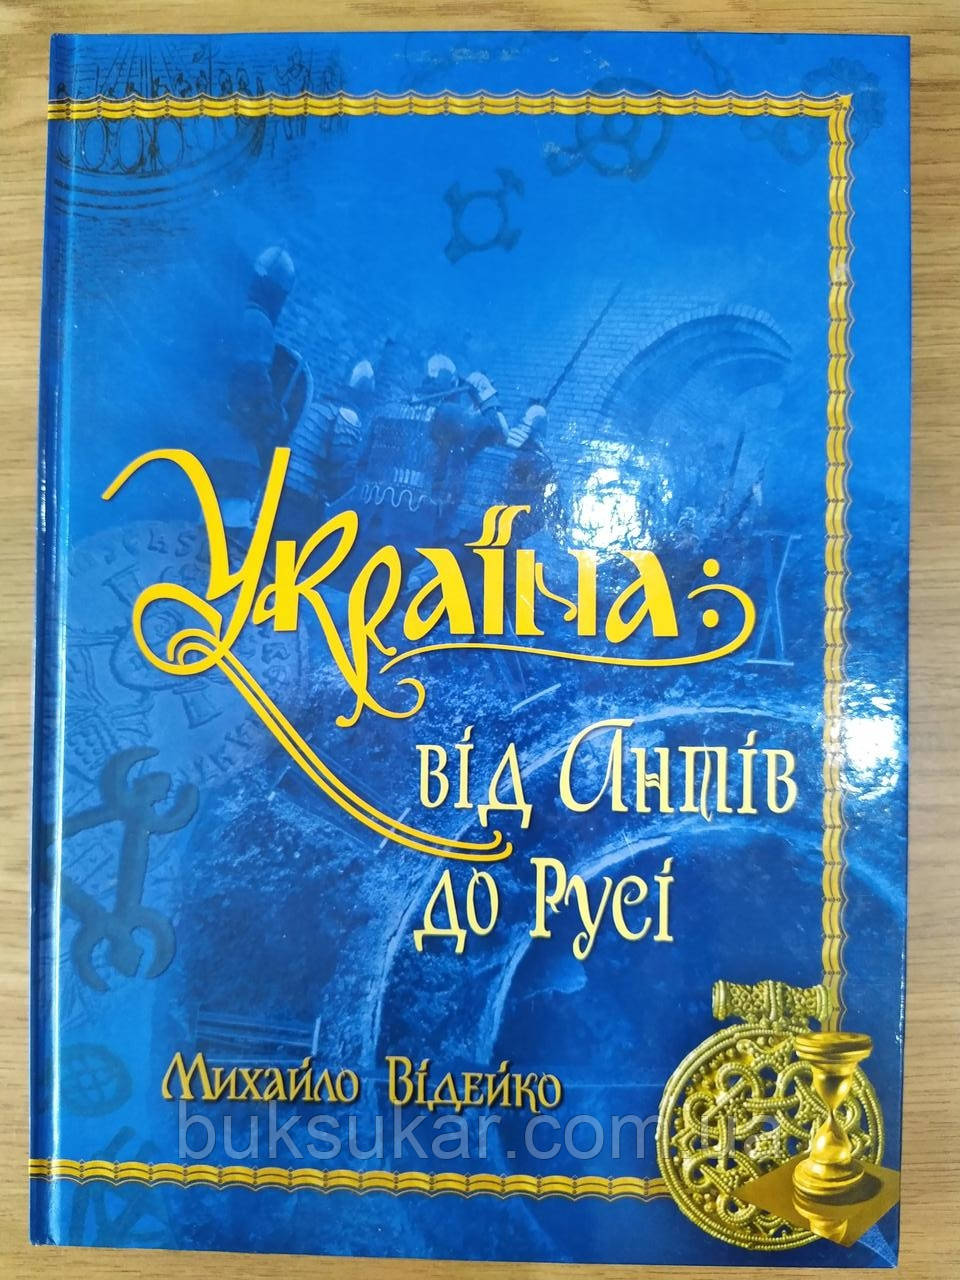 Україна:
від Антів
до Русі
Михайло Відейко
buksukar.com.ua